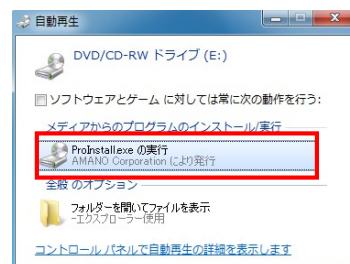 自動再生
DVD/CD-RW ドライブ (E:)
ソフトウェアとゲーム に対しては常に次の動作を行う:
メディアからのプログラムのインストール/実行
ProInstall.exe の実行
AMANO Corporation により発行
全般 のオプション
フォルダーを開いてファイルを表示
-エクスプローラー使用
コントロール パネルで自動再生の詳細を表示します